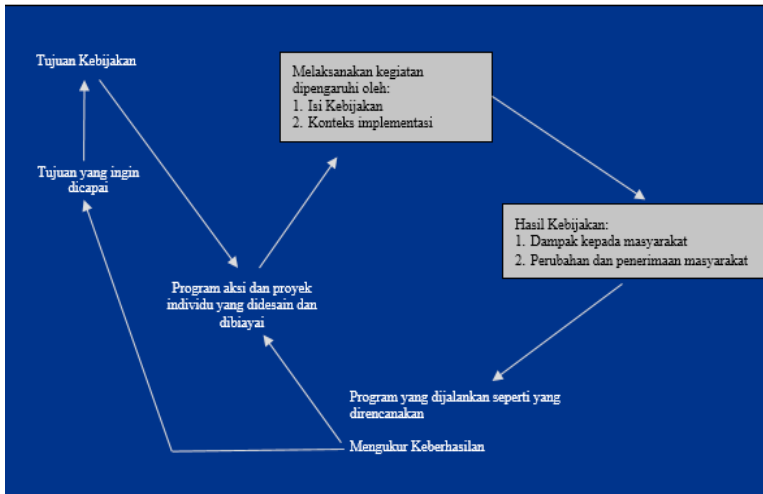 Tujuan Kebijakan
Melaksanakan kegiatan
dipengaruhi oleh:
1. Isi Kebijakan
2. Konteks implementasi
Tujuan yang ingin
dicapai
Hasil Kebijakan:
1. Dampak kepada masyarakat
2. Perubahan dan penerimaan masyarakat
Program aksi dan proyek
individu yang didesain dan
dibiayai
Program yang dijalankan seperti yang
direncanakan
Mengukur Keberhasilan